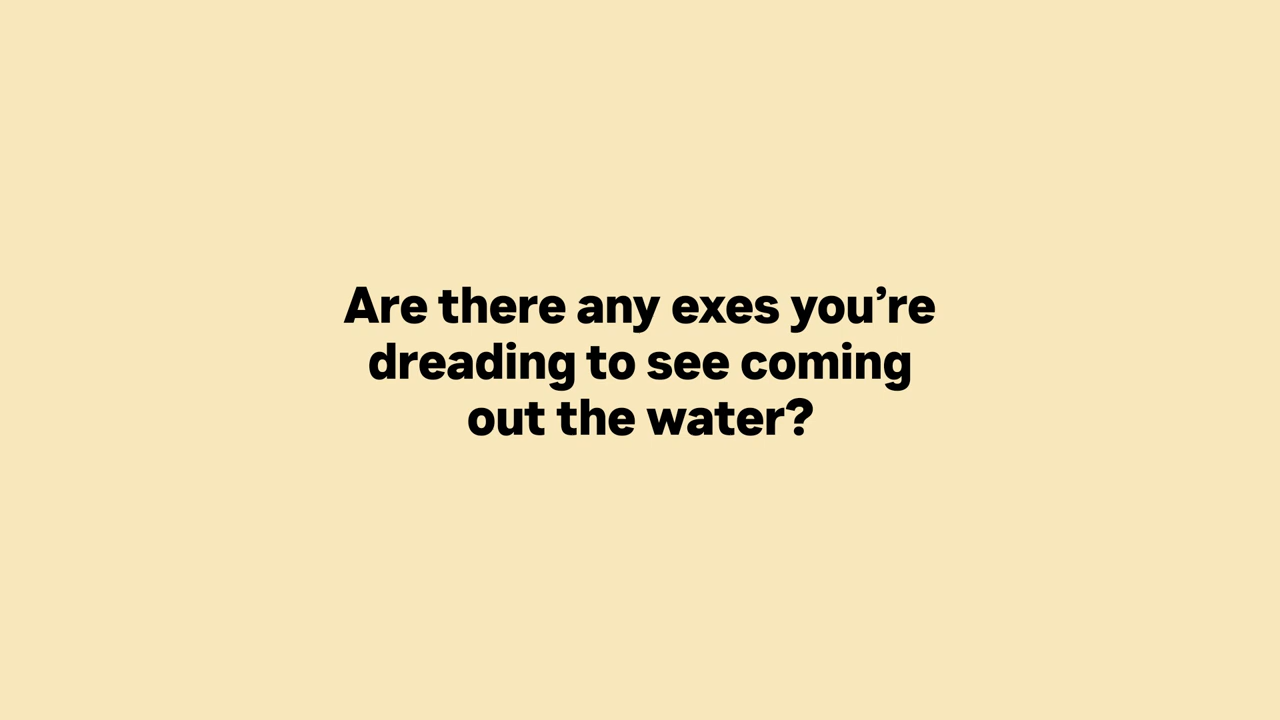 Are there any exes you’re
dreading to see coming
out the water?